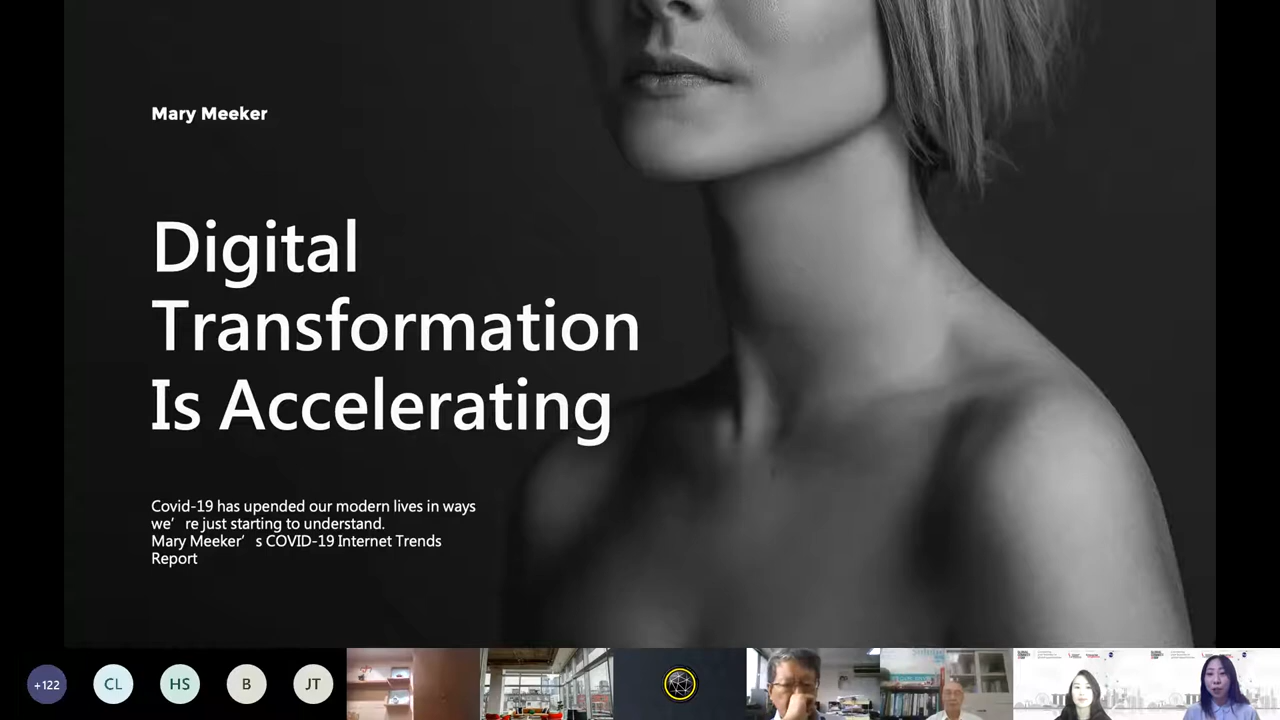 Mary Meeker
Digital
Transformation
Is Accelerating
Covid-19 has upended our modern lives in ways
we’ re just starting to understand.
Mary Meeker’ s COVID-19 Internet Trends
Report
+122
CL
HS
B
JT